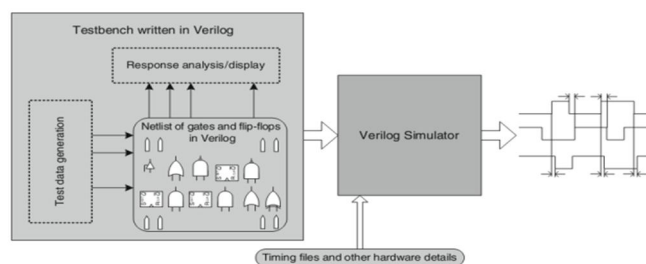 Testbench written in Verilog
Response analysis/display
Test data generation
Netlist of gates and flip-flops
in Verilog
Verilog Simulator
Timing files and other hardware details